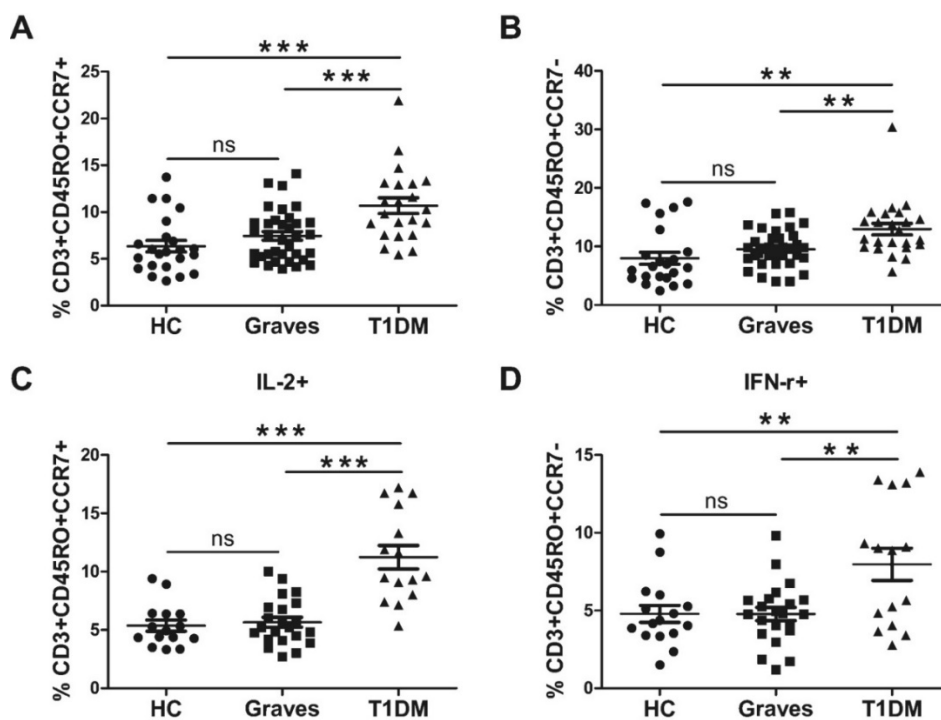 A
% CD3+CD45RO+CCR7+
25
20
15
10
5
0
***
***
ns
HC Graves T1DM
B
% CD3+CD45RO+CCR7-
40
30
20
10
0
**
**
ns
HC Graves T1DM
C
IL-2+
% CD3+CD45RO+CCR7+
20
15
10
5
0
***
***
ns
HC Graves T1DM
D
IFN-r+
% CD3+CD45RO+CCR7-
15
10
5
0
**
**
ns
HC Graves T1DM